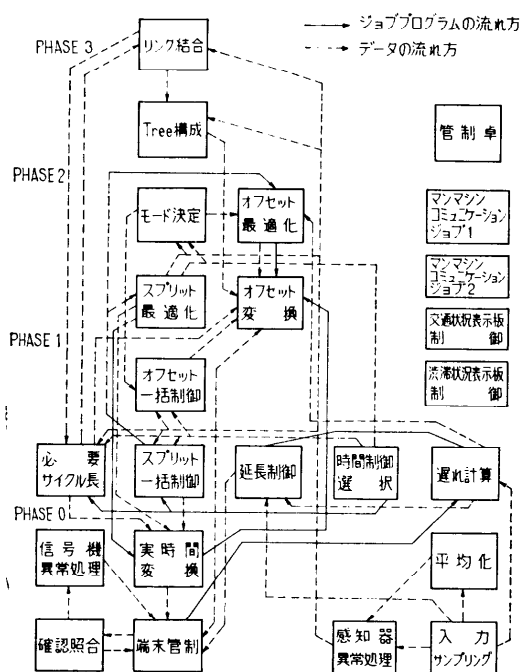 ジョブプログラムの流れ方
データの流れ方
PHASE 3
リンク結合
Tree構成
管制卓
PHASE 2
モード決定
オフセット
最適化
マンマシン
コミュニケーション
ジョブ1
スプリット
最適化
オフセット
変換
マンマシン
コミュニケーション
ジョブ2
PHASE 1
交通状況表示板
制御
オフセット
一括制御
渋滞状況表示板
制御
必要
サイクル長
スプリット
一括制御
延長制御
時間制御
選択
遅れ計算
PHASE 0
信号機
異常処理
実時間
変換
平均化
確認照合
端末管制
感知器
異常処理
入力
サンプリング